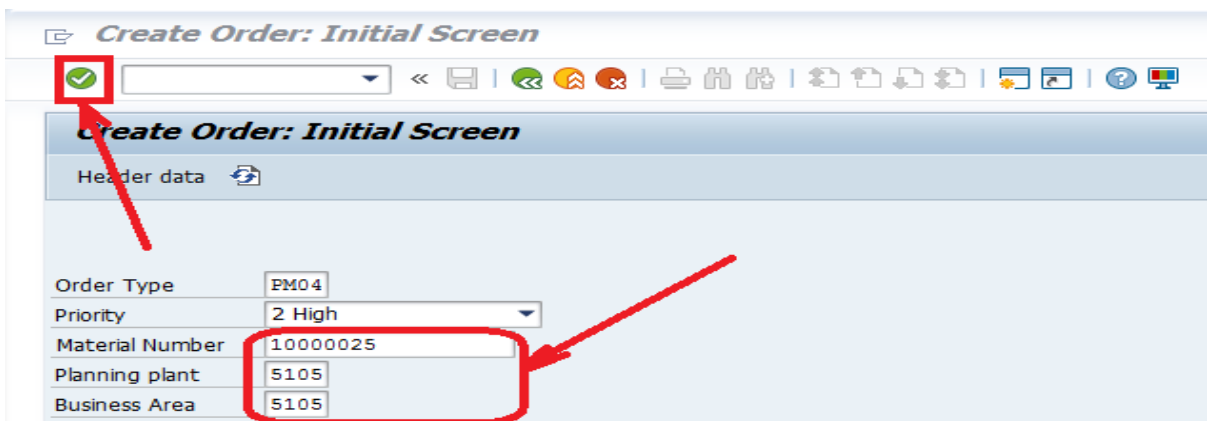 Create Order: Initial Screen
Create Order: Initial Screen
Header data
Order Type PM04
Priority 2 High
Material Number 10000025
Planning plant 5105
Business Area 5105